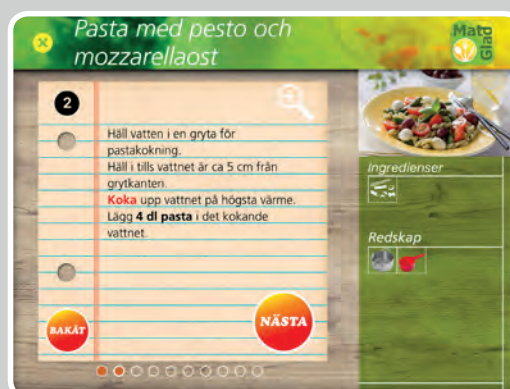 Pasta med pesto och
mozzarellaost
Matd
Glad
2
Häll vatten i en gryta för
pastakokning.
Häll i tills vattnet är ca 5 cm från
grytkanten.
Koka upp vattnet på högsta värme.
Lägg 4 dl pasta i det kokande
vattnet.
BAKÅT
NÄSTA
Ingredienser
Redskap